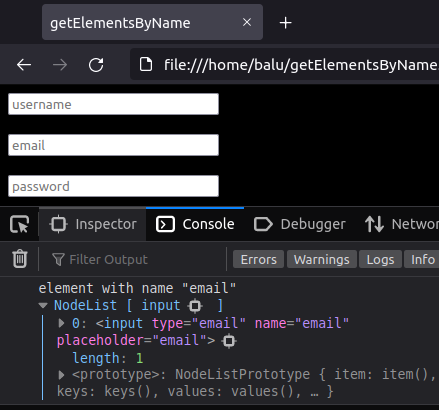 getElementsByName
file:///home/balu/getElementsByName.
username
email
password
Inspector Console Debugger Networ
Filter Output Errors Warnings Logs Info
element with name "email"
NodeList [ input ]
0: <input type="email" name="email"
placeholder="email">
length: 1
<prototype>: NodeListPrototype { item: item(),
keys: keys(), values: values(), … }